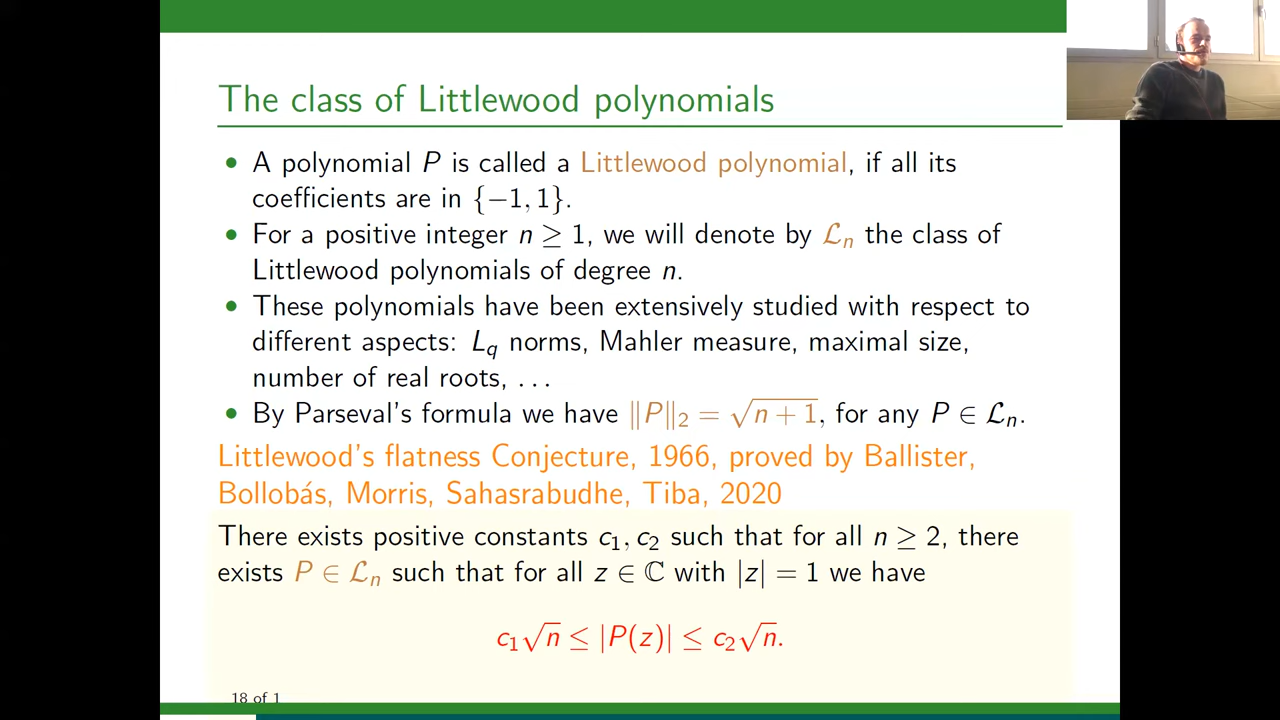 The class of Littlewood polynomials
• A polynomial P is called a Littlewood polynomial, if all its
coefficients are in {−1, 1}.
• For a positive integer n ≥ 1, we will denote by ℒₙ the class of
Littlewood polynomials of degree n.
• These polynomials have been extensively studied with respect to
different aspects: L_q norms, Mahler measure, maximal size,
number of real roots, …
• By Parseval's formula we have ‖P‖₂ = √(n + 1), for any P ∈ ℒₙ.
Littlewood's flatness Conjecture, 1966, proved by Ballister,
Bollobás, Morris, Sahasrabudhe, Tiba, 2020
There exists positive constants c₁, c₂ such that for all n ≥ 2, there
exists P ∈ ℒₙ such that for all z ∈ ℂ with |z| = 1 we have
c₁√n ≤ |P(z)| ≤ c₂√n.
18 of 1